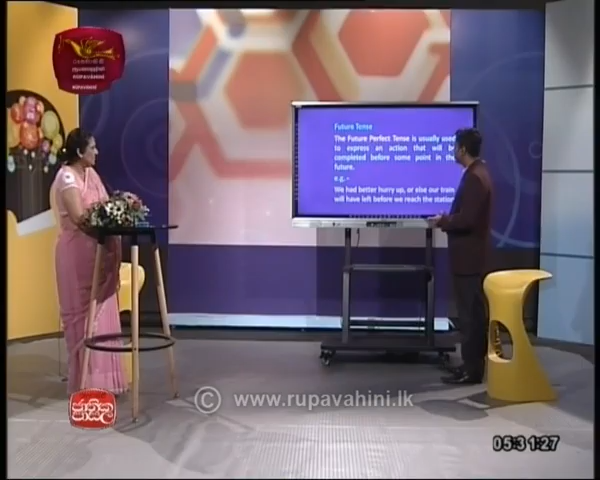 #RUPAVAHINI
Future Tense
The Future Perfect Tense is usually used
to express an action that will be
completed before some point in the
future.
e.g. -
We had better hurry up, or else our train
will have left before we reach the station
© www.rupavahini.lk
05:31:27